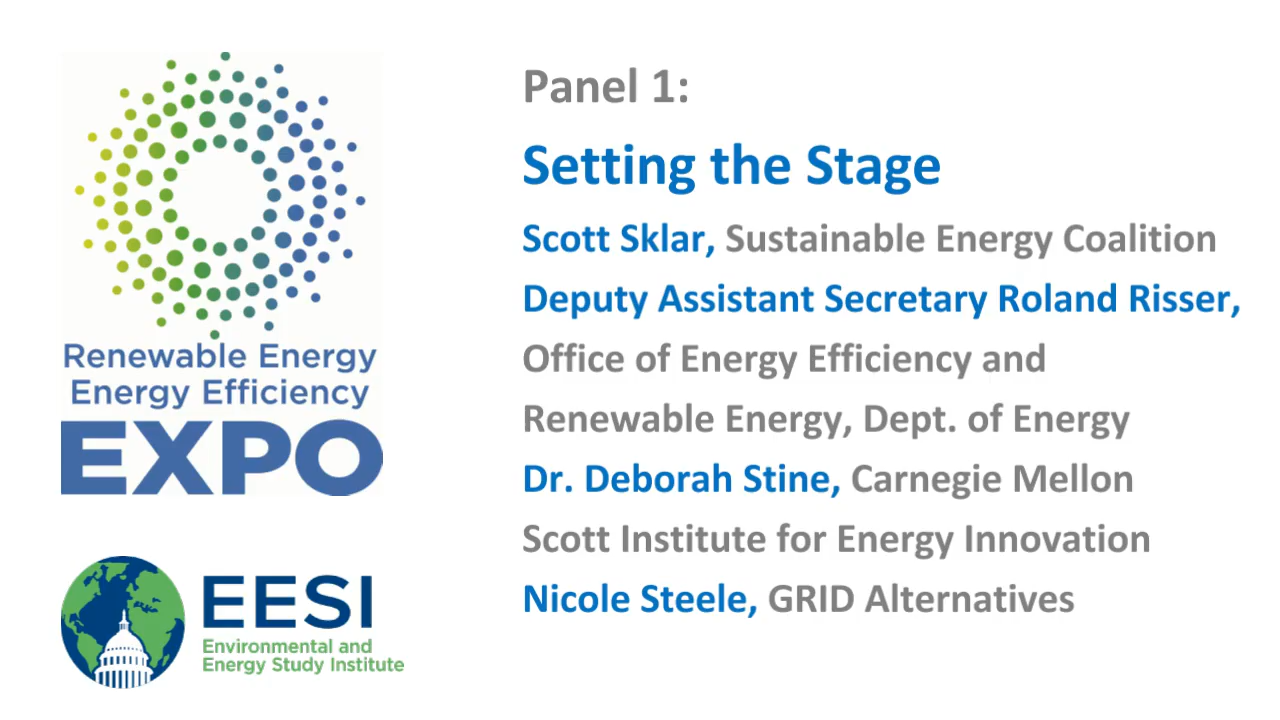 Renewable Energy
Energy Efficiency
EXPO
EESI
Environmental and
Energy Study Institute
Panel 1:
Setting the Stage
Scott Sklar, Sustainable Energy Coalition
Deputy Assistant Secretary Roland Risser,
Office of Energy Efficiency and
Renewable Energy, Dept. of Energy
Dr. Deborah Stine, Carnegie Mellon
Scott Institute for Energy Innovation
Nicole Steele, GRID Alternatives